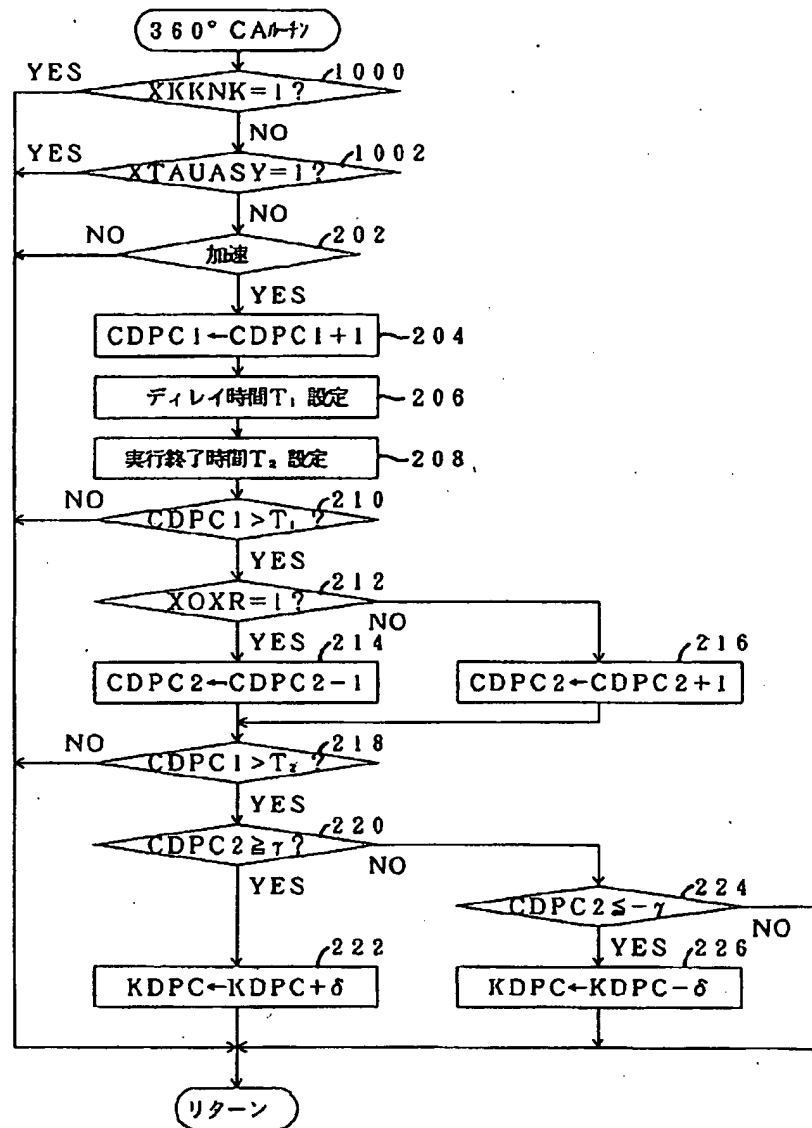 360° CAルーチン
YES
1000
XKKNK=1?
NO
YES
1002
XTAUASY=1?
NO
NO
202
加速
YES
CDPC1←CDPC1+1
204
ディレイ時間T₁ 設定
206
実行終了時間T₂ 設定
208
NO
210
CDPC1>T₁ ?
YES
212
XOXR=1?
NO
YES
214
216
CDPC2←CDPC2-1
CDPC2←CDPC2+1
NO
218
CDPC1>T₂ ?
YES
220
CDPC2≧γ?
NO
YES
224
CDPC2≦-γ
NO
YES
222
226
KDPC←KDPC+δ
KDPC←KDPC-δ
リターン